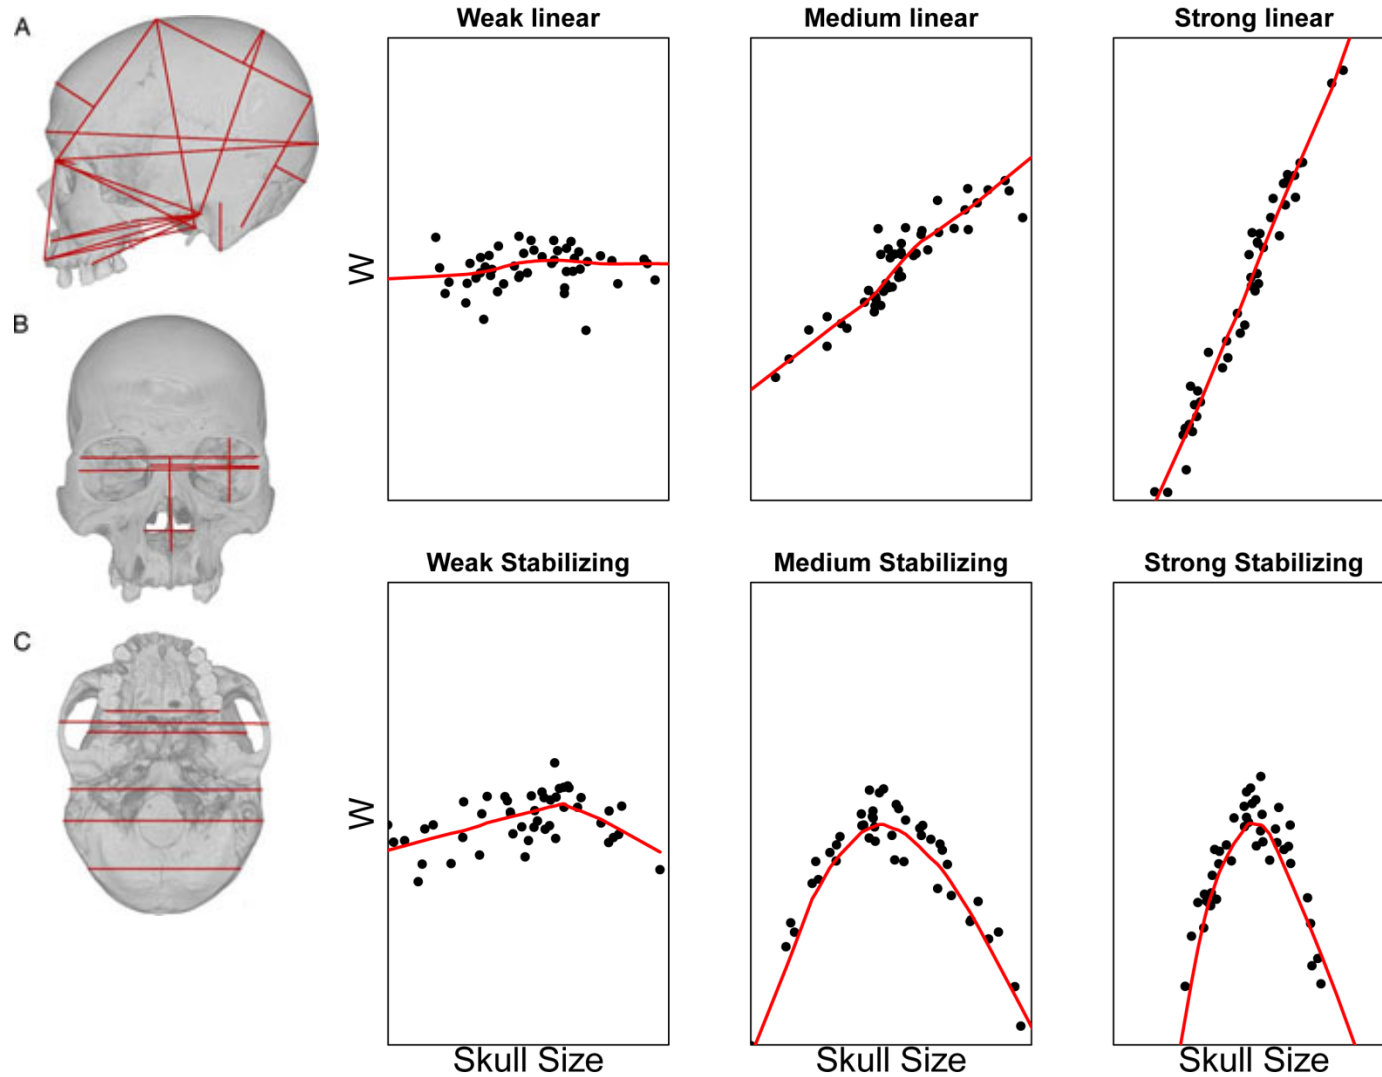 A
Weak linear
Medium linear
Strong linear
W
B
Weak Stabilizing
Medium Stabilizing
Strong Stabilizing
C
W
Skull Size
Skull Size
Skull Size